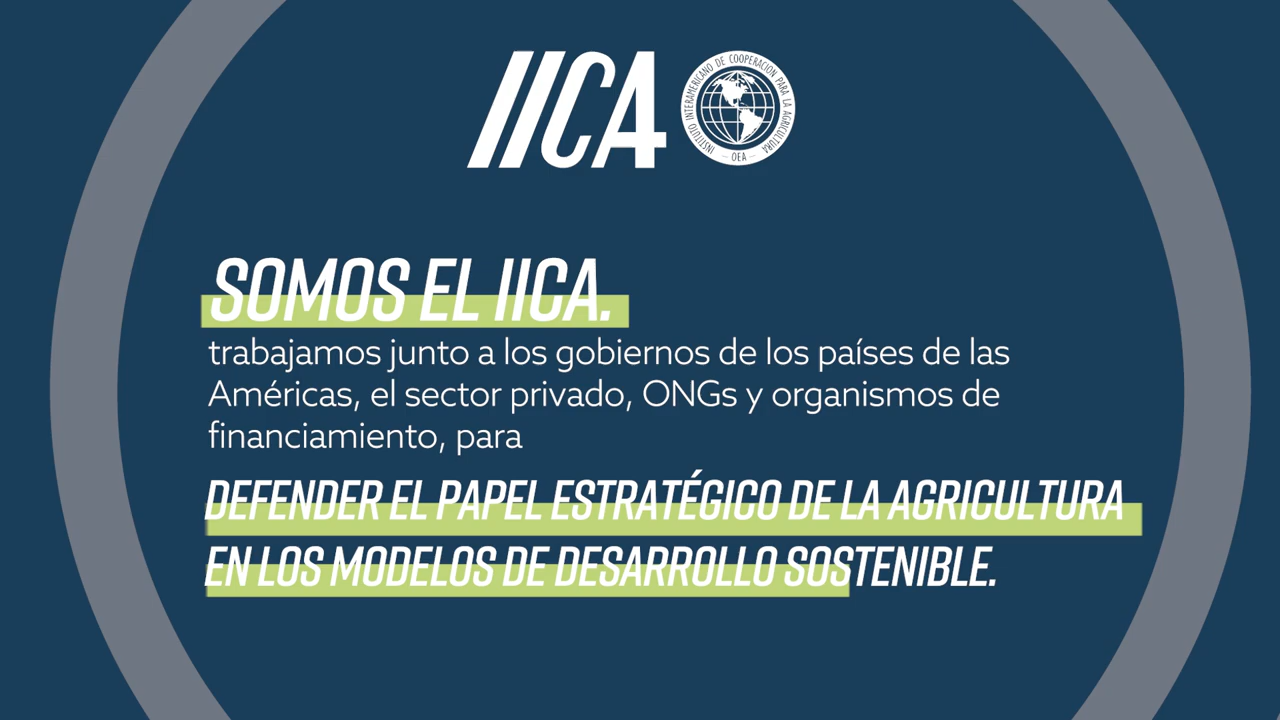 IICA
INSTITUTO INTERAMERICANO DE COOPERACION PARA LA AGRICULTURA
OEA
SOMOS EL IICA.
trabajamos junto a los gobiernos de los países de las
Américas, el sector privado, ONGs y organismos de
financiamiento, para
DEFENDER EL PAPEL ESTRATÉGICO DE LA AGRICULTURA
EN LOS MODELOS DE DESARROLLO SOSTENIBLE.